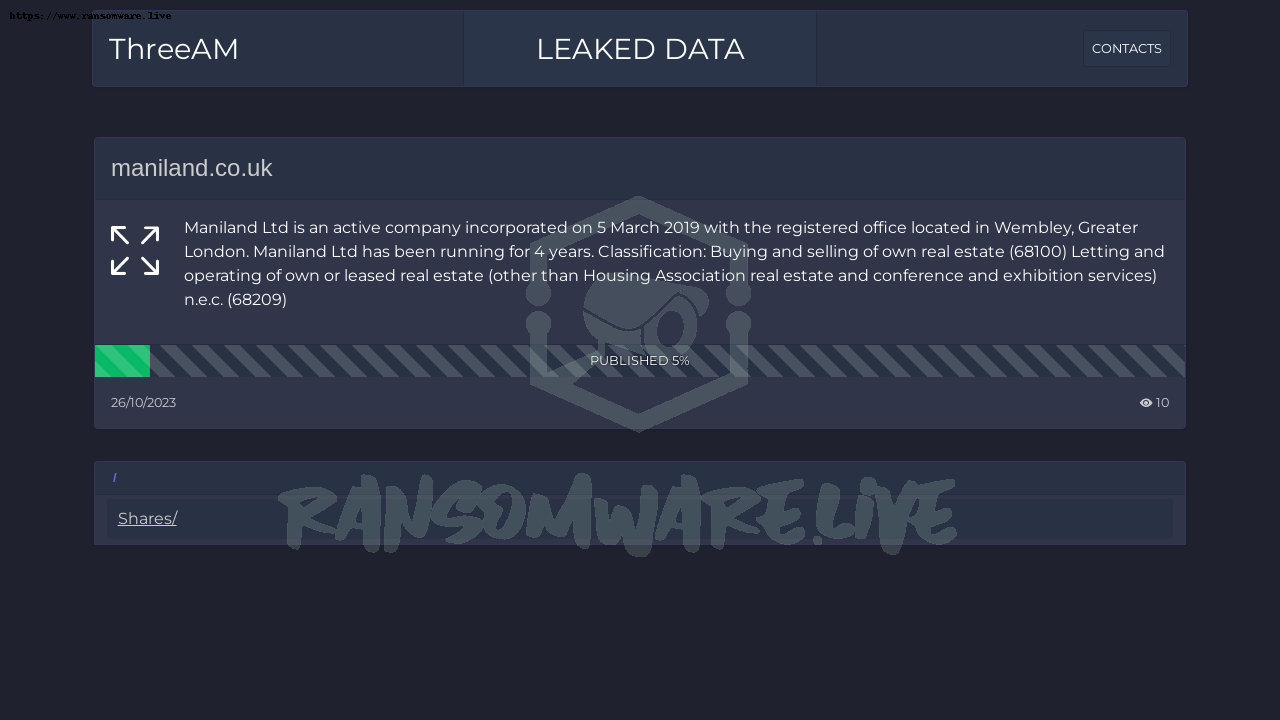 https://www.ransomware.live
ThreeAM
LEAKED DATA
CONTACTS
maniland.co.uk
Maniland Ltd is an active company incorporated on 5 March 2019 with the registered office located in Wembley, Greater
London. Maniland Ltd has been running for 4 years. Classification: Buying and selling of own real estate (68100) Letting and
operating of own or leased real estate (other than Housing Association real estate and conference and exhibition services)
n.e.c. (68209)
PUBLISHED 5%
26/10/2023
10
/
RANSOMWARE.LIVE
Shares/